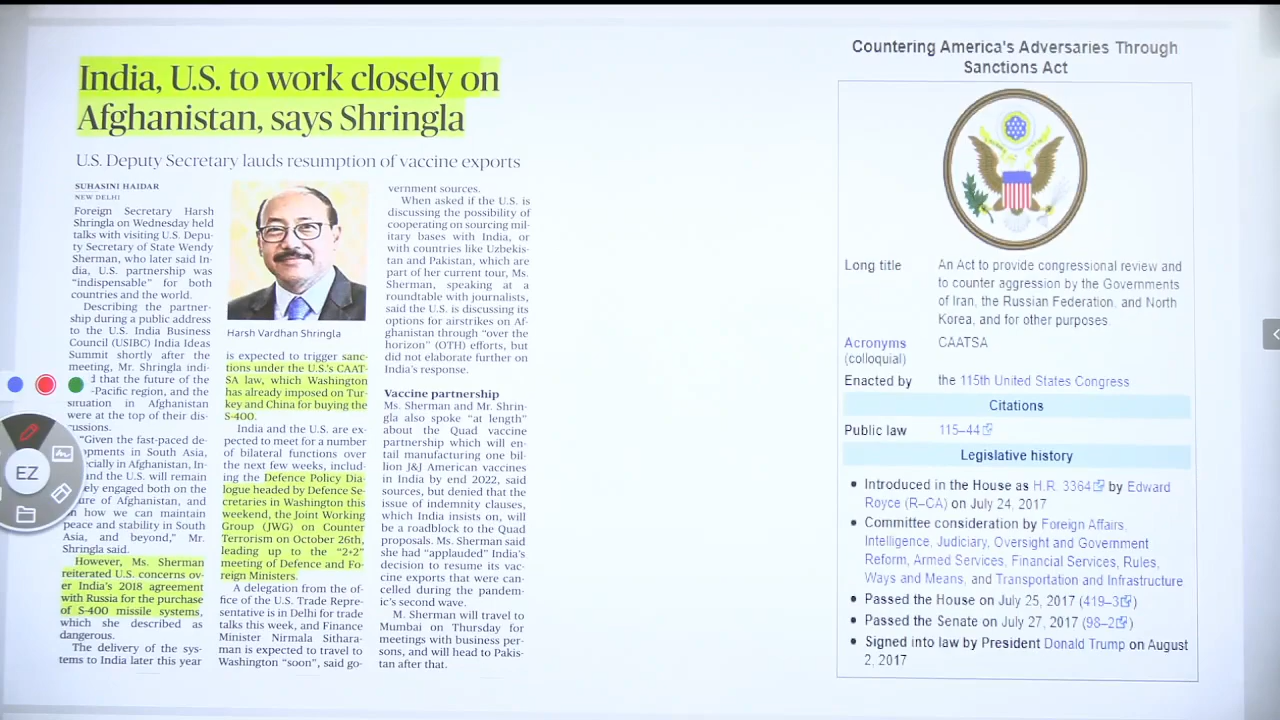 India, U.S. to work closely on
Afghanistan, says Shringla
U.S. Deputy Secretary lauds resumption of vaccine exports
SUHASINI HAIDAR
NEW DELHI
Foreign Secretary Harsh
Shringla on Wednesday held
talks with visiting U.S. Depu-
ty Secretary of State Wendy
Sherman, who later said In-
dia, U.S. partnership was
"indispensable" for both
countries and the world.
Describing the partner-
ship during a public address
to the U.S. India Business
Council (USIBC) India Ideas
Summit shortly after the
meeting, Mr. Shringla indi-
d that the future of the
-Pacific region, and the
situation in Afghanistan
were at the top of their dis-
cussions.
"Given the fast-paced de-
opments in South Asia,
ecially in Afghanistan, In-
and the U.S. will remain
ely engaged both on the
ure of Afghanistan, and
how we can maintain
peace and stability in South
Asia, and beyond," Mr.
Shringla said.
However, Ms. Sherman
reiterated U.S. concerns ov-
er India's 2018 agreement
with Russia for the purchase
of S-400 missile systems,
which she described as
dangerous.
The delivery of the sys-
tems to India later this year
Harsh Vardhan Shringla
is expected to trigger sanc-
tions under the U.S.'s CAAT-
SA law, which Washington
has already imposed on Tur-
key and China for buying the
S-400.
India and the U.S. are ex-
pected to meet for a number
of bilateral functions over
the next few weeks, includ-
ing the Defence Policy Dia-
logue headed by Defence Se-
cretaries in Washington this
weekend, the Joint Working
Group (JWG) on Counter
Terrorism on October 26th,
leading up to the "2+2"
meeting of Defence and Fo-
reign Ministers.
A delegation from the of-
fice of the U.S. Trade Repre-
sentative is in Delhi for trade
talks this week, and Finance
Minister Nirmala Sithara-
man is expected to travel to
Washington "soon", said go-
vernment sources.
When asked if the U.S. is
discussing the possibility of
cooperating on sourcing mil-
itary bases with India, or
with countries like Uzbekis-
tan and Pakistan, which are
part of her current tour, Ms.
Sherman, speaking at a
roundtable with journalists,
said the U.S. is discussing its
options for airstrikes on Af-
ghanistan through "over the
horizon" (OTH) efforts, but
did not elaborate further on
India's response.
Vaccine partnership
Ms. Sherman and Mr. Shrin-
gla also spoke "at length"
about the Quad vaccine
partnership which will en-
tail manufacturing one bil-
lion J&J American vaccines
in India by end 2022, said
sources, but denied that the
issue of indemnity clauses,
which India insists on, will
be a roadblock to the Quad
proposals. Ms. Sherman said
she had "applauded" India's
decision to resume its vac-
cine exports that were can-
celled during the pandem-
ic's second wave.
M. Sherman will travel to
Mumbai on Thursday for
meetings with business per-
sons, and will head to Pakis-
tan after that.
EZ
Countering America's Adversaries Through
Sanctions Act
Long title An Act to provide congressional review and
to counter aggression by the Governments
of Iran, the Russian Federation, and North
Korea, and for other purposes
Acronyms CAATSA
(colloquial)
Enacted by the 115th United States Congress
Citations
Public law 115–44
Legislative history
• Introduced in the House as H.R. 3364 by Edward
Royce (R–CA) on July 24, 2017
• Committee consideration by Foreign Affairs,
Intelligence, Judiciary, Oversight and Government
Reform, Armed Services, Financial Services, Rules,
Ways and Means, and Transportation and Infrastructure
• Passed the House on July 25, 2017 (419–3)
• Passed the Senate on July 27, 2017 (98–2)
• Signed into law by President Donald Trump on August
2, 2017